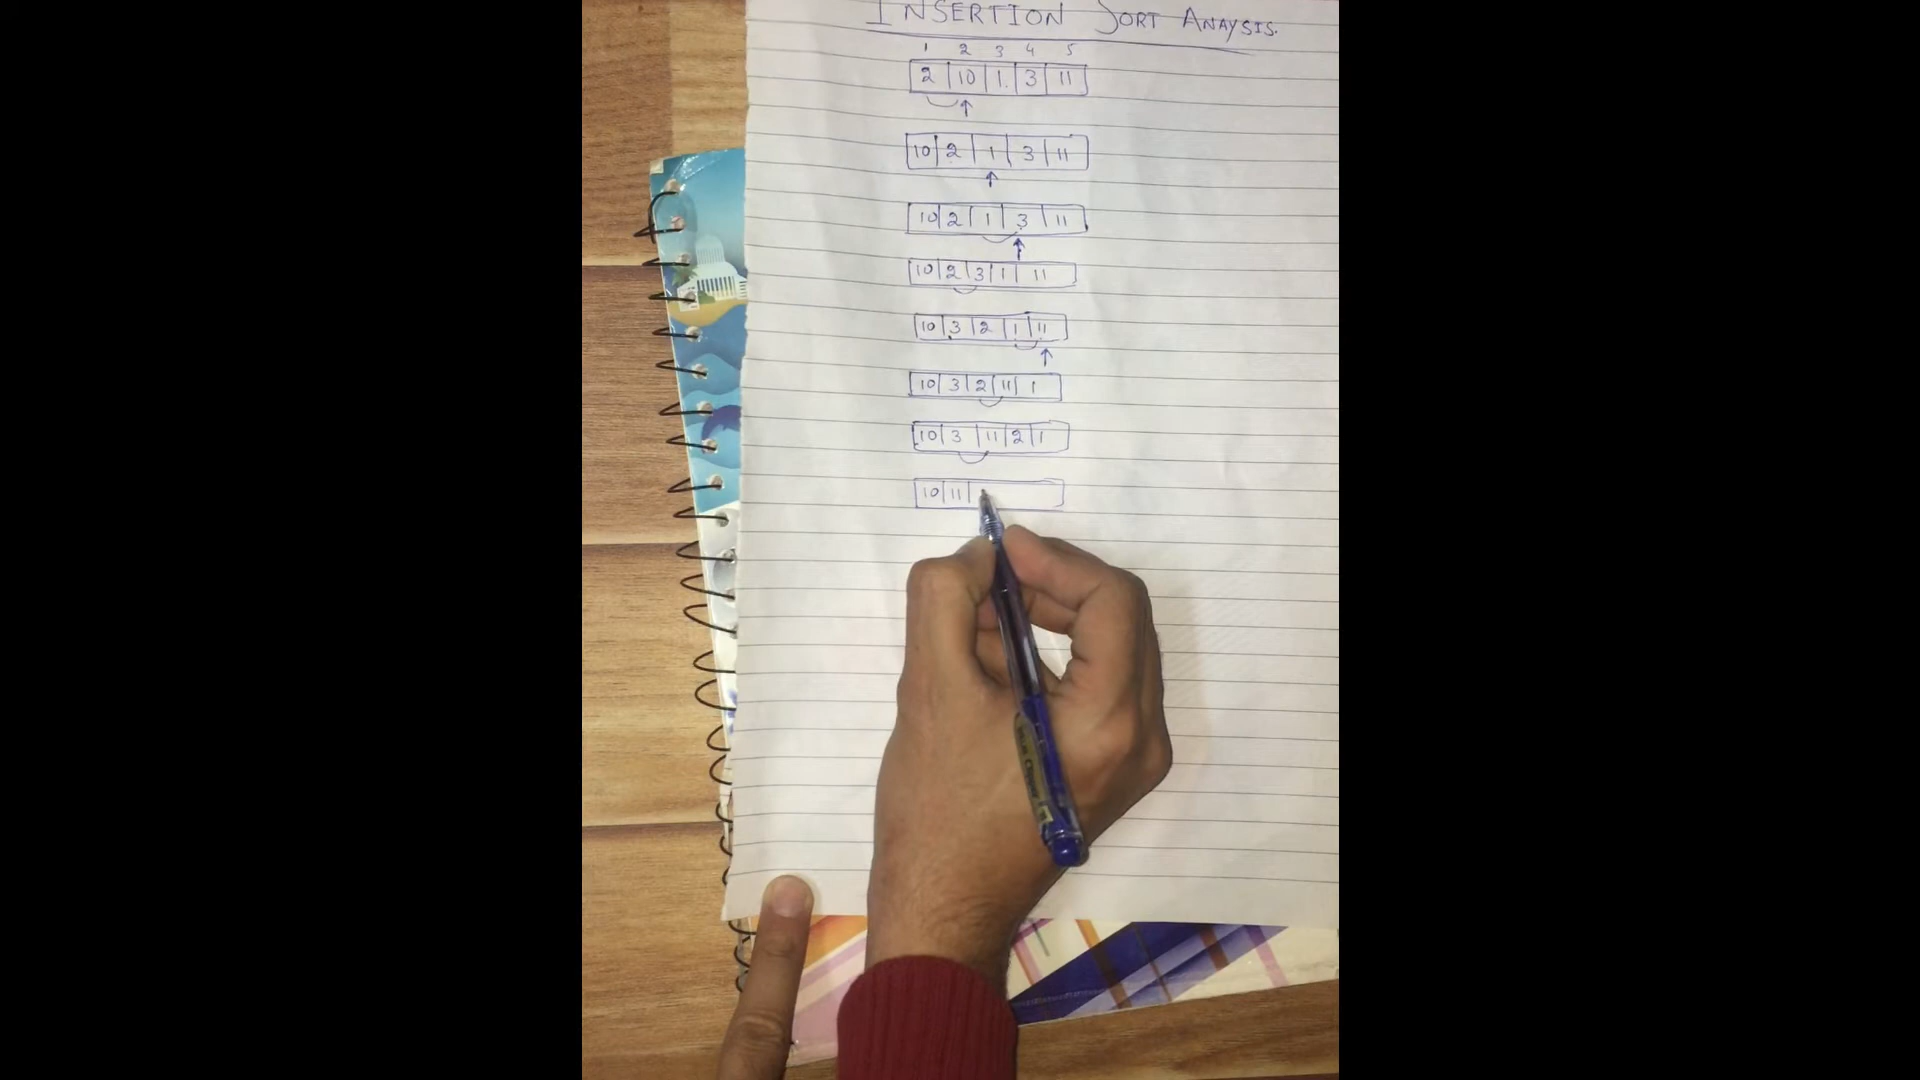 INSERTION SORT ANAYSIS.
1 2 3 4 5
2 10 1 3 11
10 2 1 3 11
10 2 1 3 11
10 2 3 1 11
10 3 2 1 11
10 3 2 11 1
10 3 11 2 1
10 11